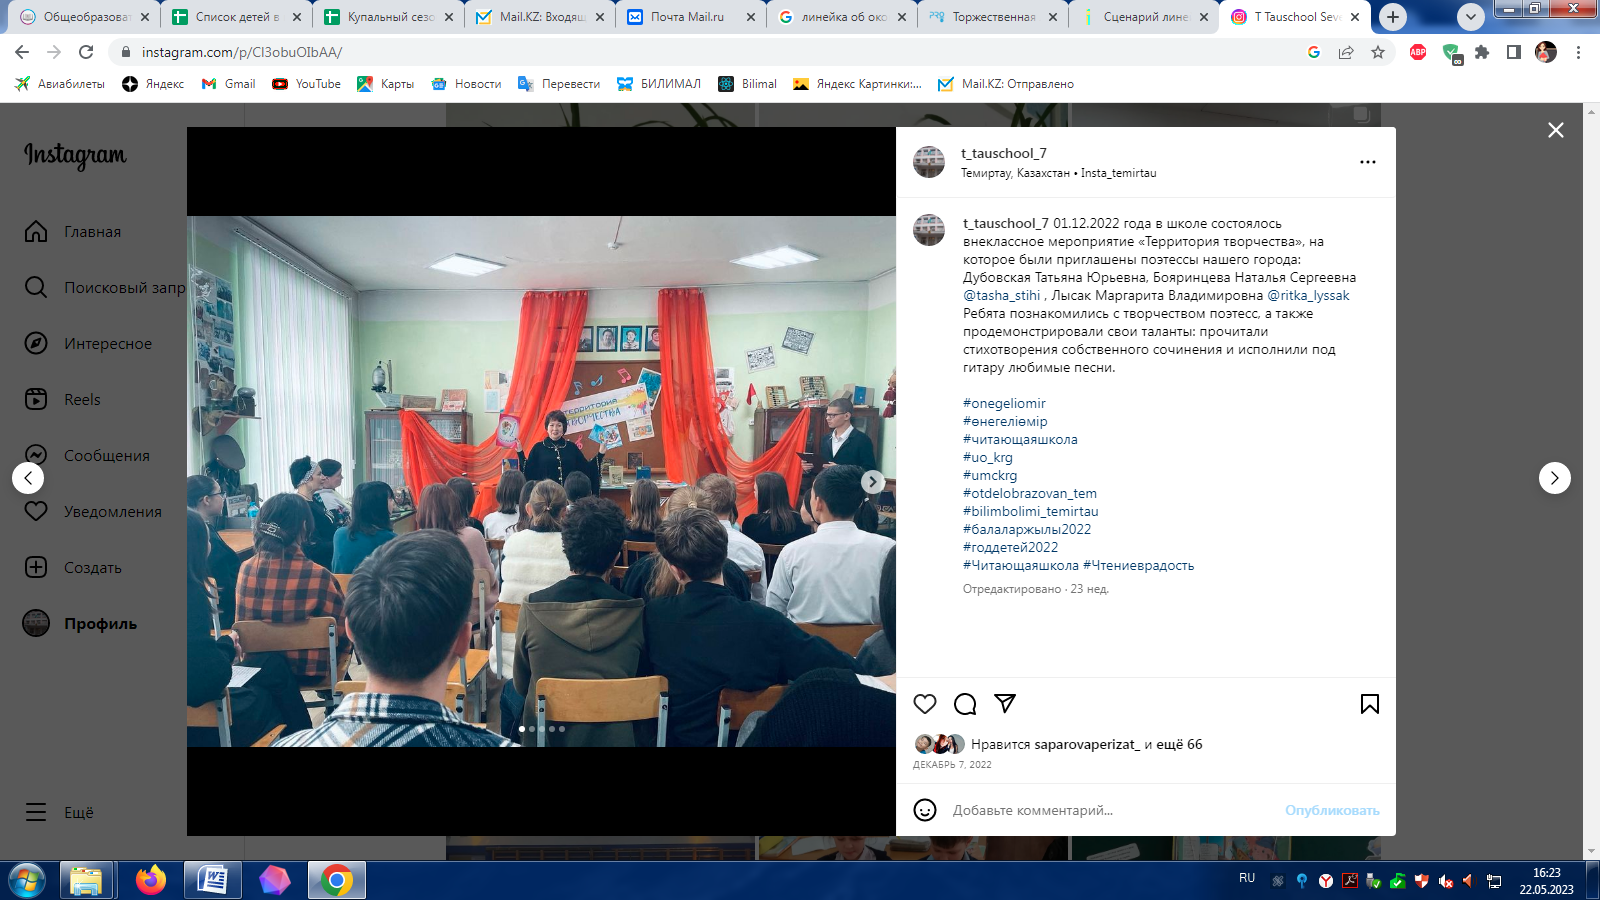 Общеобразоват
Список детей в
Купальный сезо
Mail.KZ: Входящ
Почта Mail.ru
линейка об око
Торжественная
Сценарий лине
T Tauschool Seve
instagram.com/p/Cl3obuOIbAA/
Авиабилеты
Яндекс
Gmail
YouTube
Карты
Новости
Перевести
БИЛИМАЛ
Bilimal
Яндекс Картинки:...
Mail.KZ: Отправлено
Instagram
Главная
Поисковый запр
Интересное
Reels
Сообщения
Уведомления
Создать
Профиль
Ещё
ТЕРРИТОРИЯ
ТВОРЧЕСТВА
t_tauschool_7
Темиртау, Казахстан • Insta_temirtau
t_tauschool_7 01.12.2022 года в школе состоялось
внеклассное мероприятие «Территория творчества», на
которое были приглашены поэтессы нашего города:
Дубовская Татьяна Юрьевна, Бояринцева Наталья Сергеевна
@tasha_stihi , Лысак Маргарита Владимировна @ritka_lyssak
Ребята познакомились с творчеством поэтесс, а также
продемонстрировали свои таланты: прочитали
стихотворения собственного сочинения и исполнили под
гитару любимые песни.
#onegeliomir
#өнегеліөмір
#читающаяшкола
#uo_krg
#umckrg
#otdelobrazovan_tem
#bilimbolimi_temirtau
#балаларжылы2022
#годдетей2022
#Читающаяшкола #Чтениеврадость
Отредактировано · 23 нед.
Нравится saparovaperizat_ и ещё 66
ДЕКАБРЬ 7, 2022
Добавьте комментарий...
Опубликовать
RU
16:23
22.05.2023